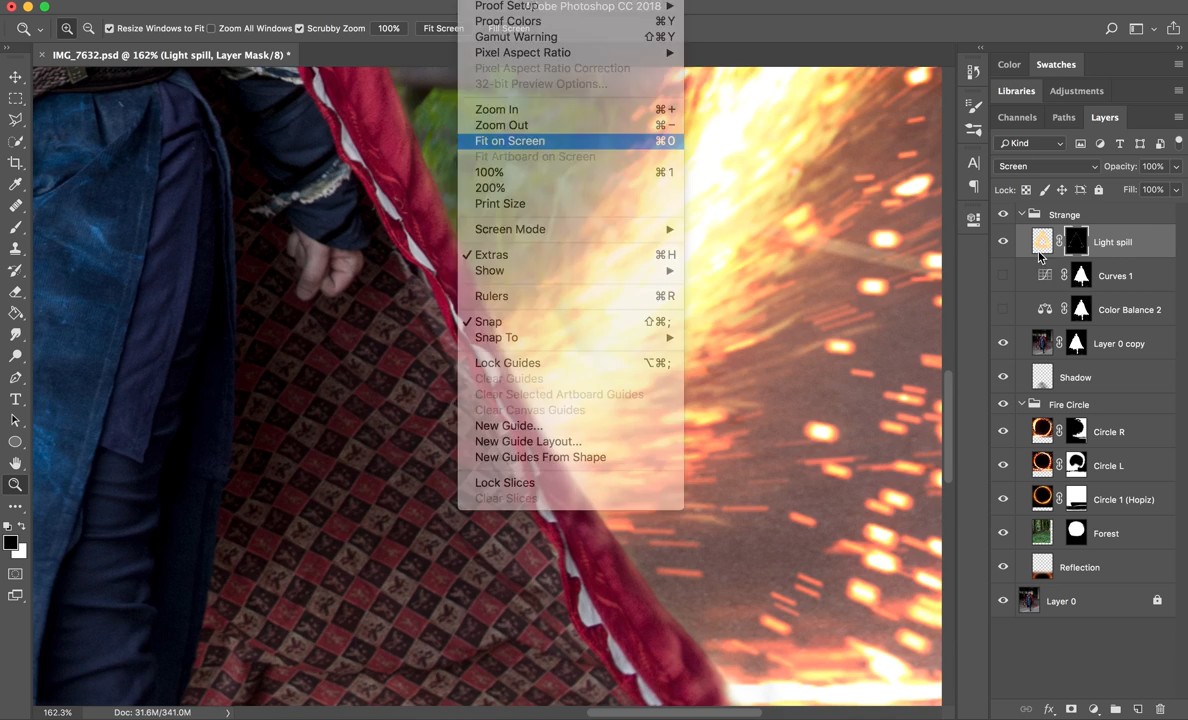 Proof Setup
Adobe Photoshop CC 2018
Proof Colors ⌘Y
Gamut Warning ⇧⌘Y
Pixel Aspect Ratio
Pixel Aspect Ratio Correction
32-bit Preview Options...
Zoom In ⌘+
Zoom Out ⌘−
Fit on Screen ⌘0
Fit Artboard on Screen
100% ⌘1
200%
Print Size
Screen Mode
Extras ⌘H
Show
Rulers ⌘R
Snap ⇧⌘;
Snap To
Lock Guides ⌥⌘;
Clear Guides
Clear Selected Artboard Guides
Clear Canvas Guides
New Guide...
New Guide Layout...
New Guides From Shape
Lock Slices
Clear Slices
Resize Windows to Fit Zoom All Windows Scrubby Zoom 100% Fit Screen Fill Screen
IMG_7632.psd @ 162% (Light spill, Layer Mask/8) *
Color Swatches
Libraries Adjustments
Channels Paths Layers
Kind
Screen Opacity: 100%
Lock: Fill: 100%
Strange
Light spill
Curves 1
Color Balance 2
Layer 0 copy
Shadow
Fire Circle
Circle R
Circle L
Circle 1 (Hopiz)
Forest
Reflection
Layer 0
162.3% Doc: 31.6M/341.0M